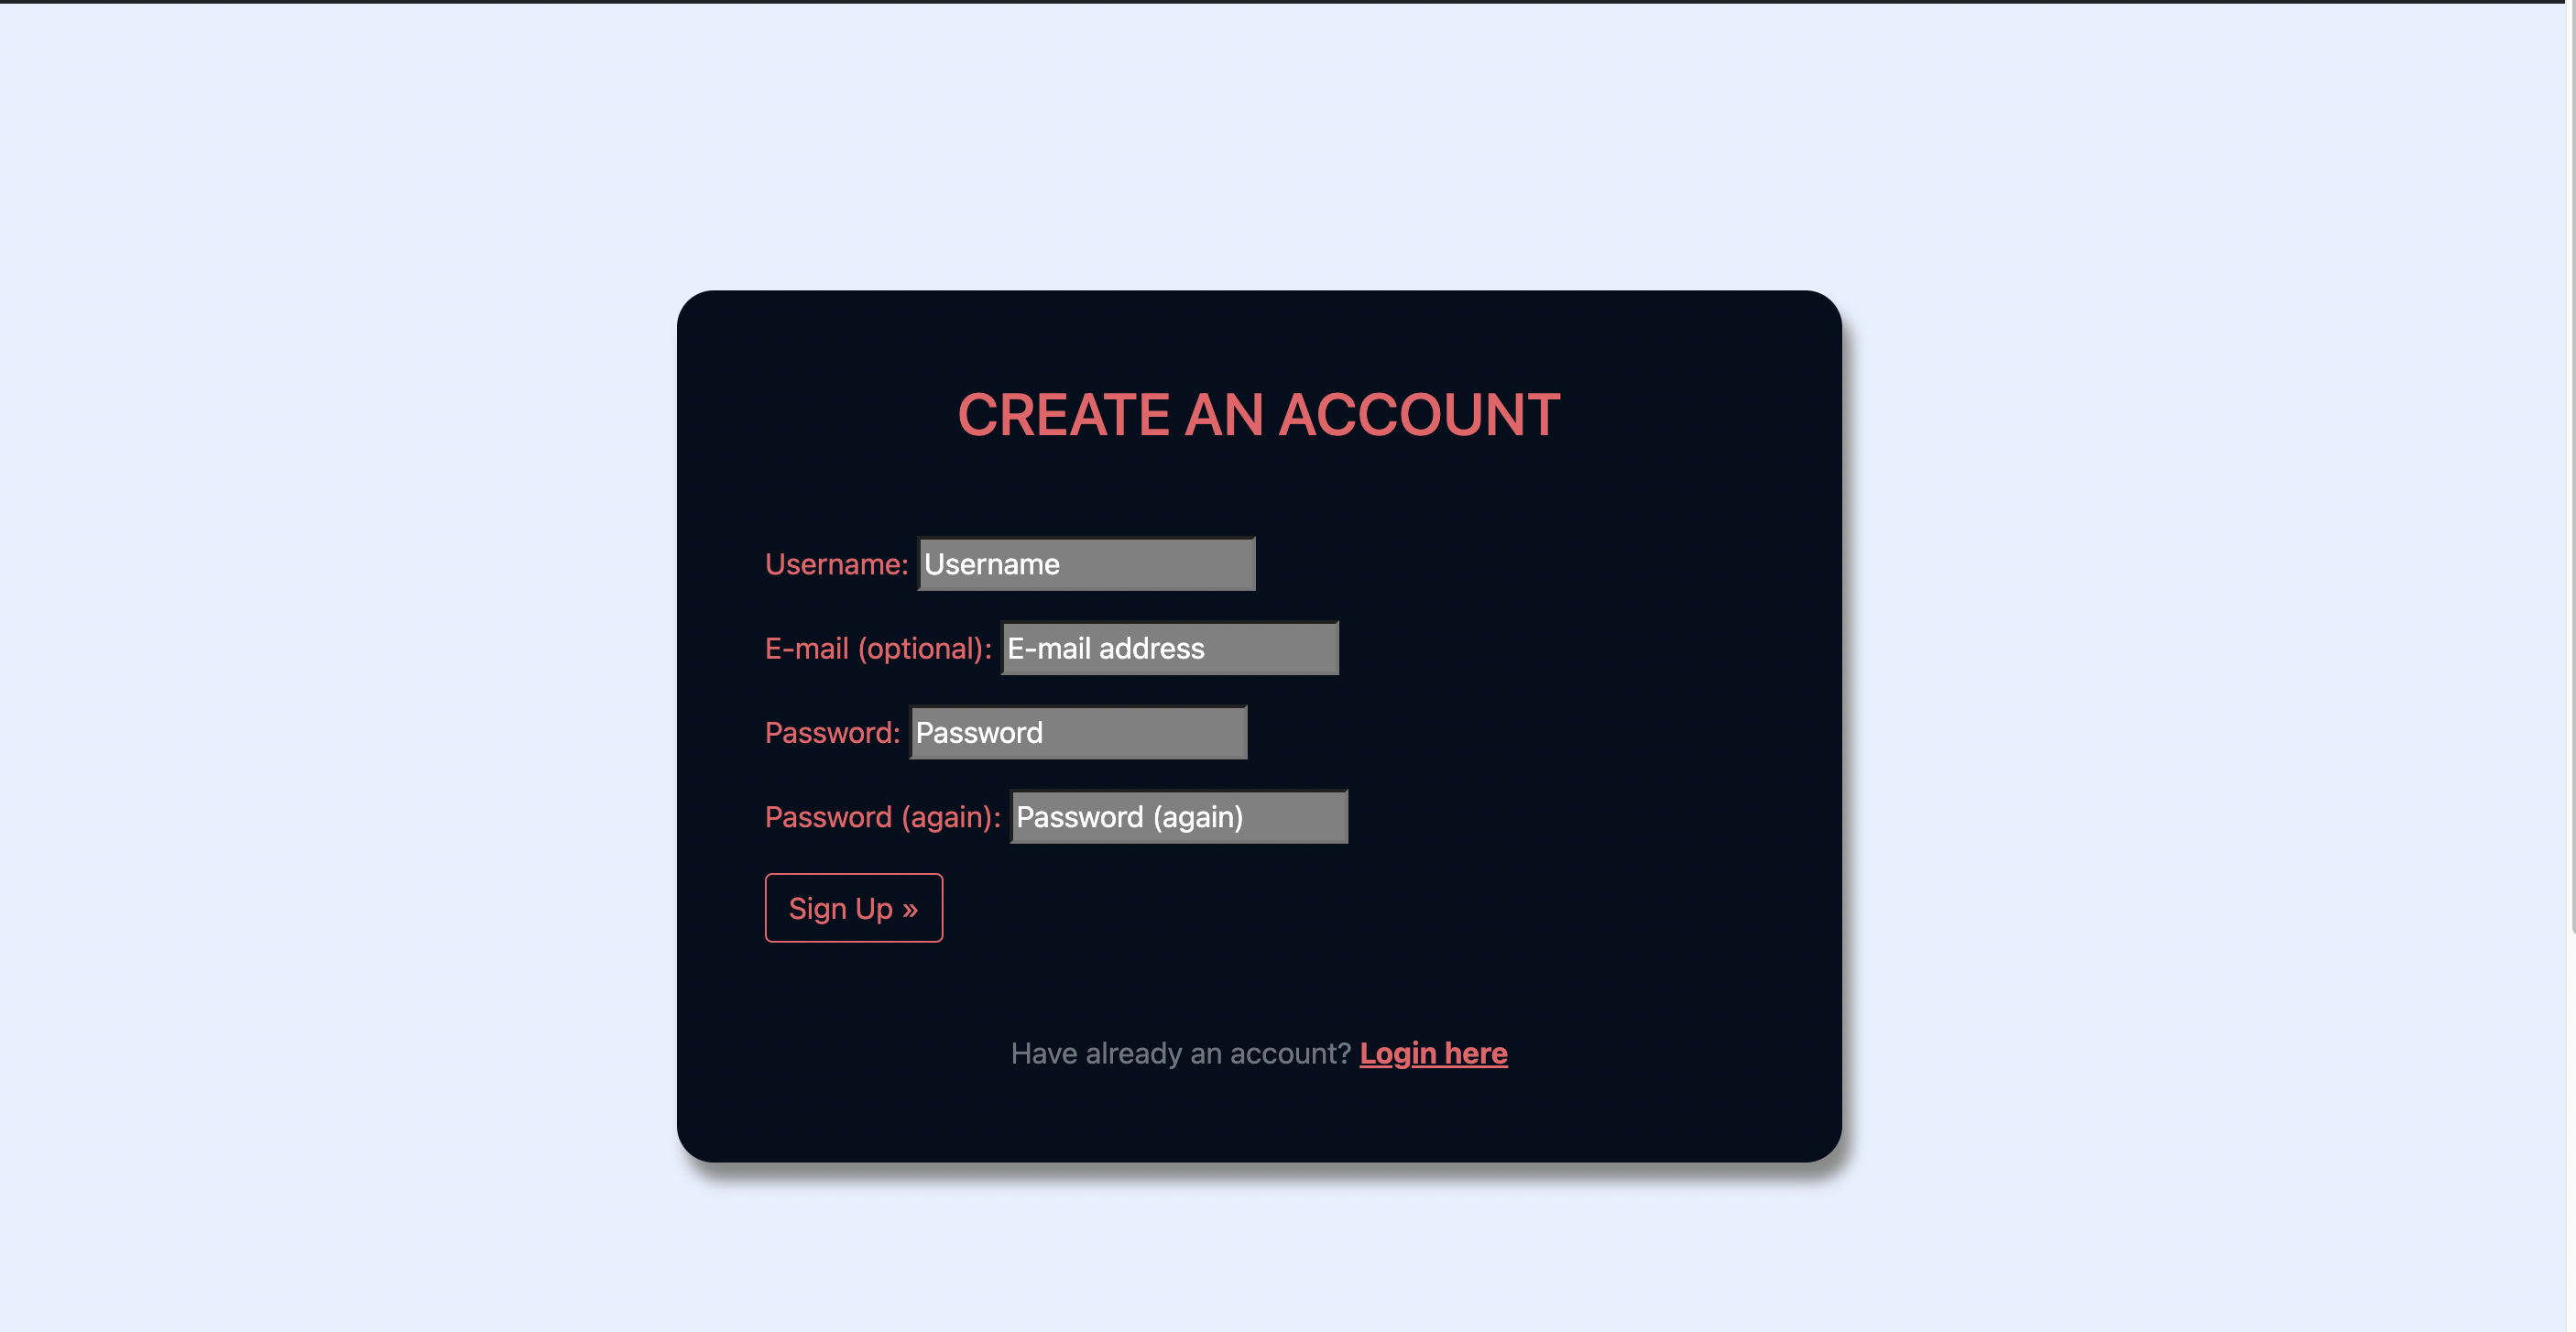 CREATE AN ACCOUNT
Username: Username
E-mail (optional): E-mail address
Password: Password
Password (again): Password (again)
Sign Up »
Have already an account? Login here